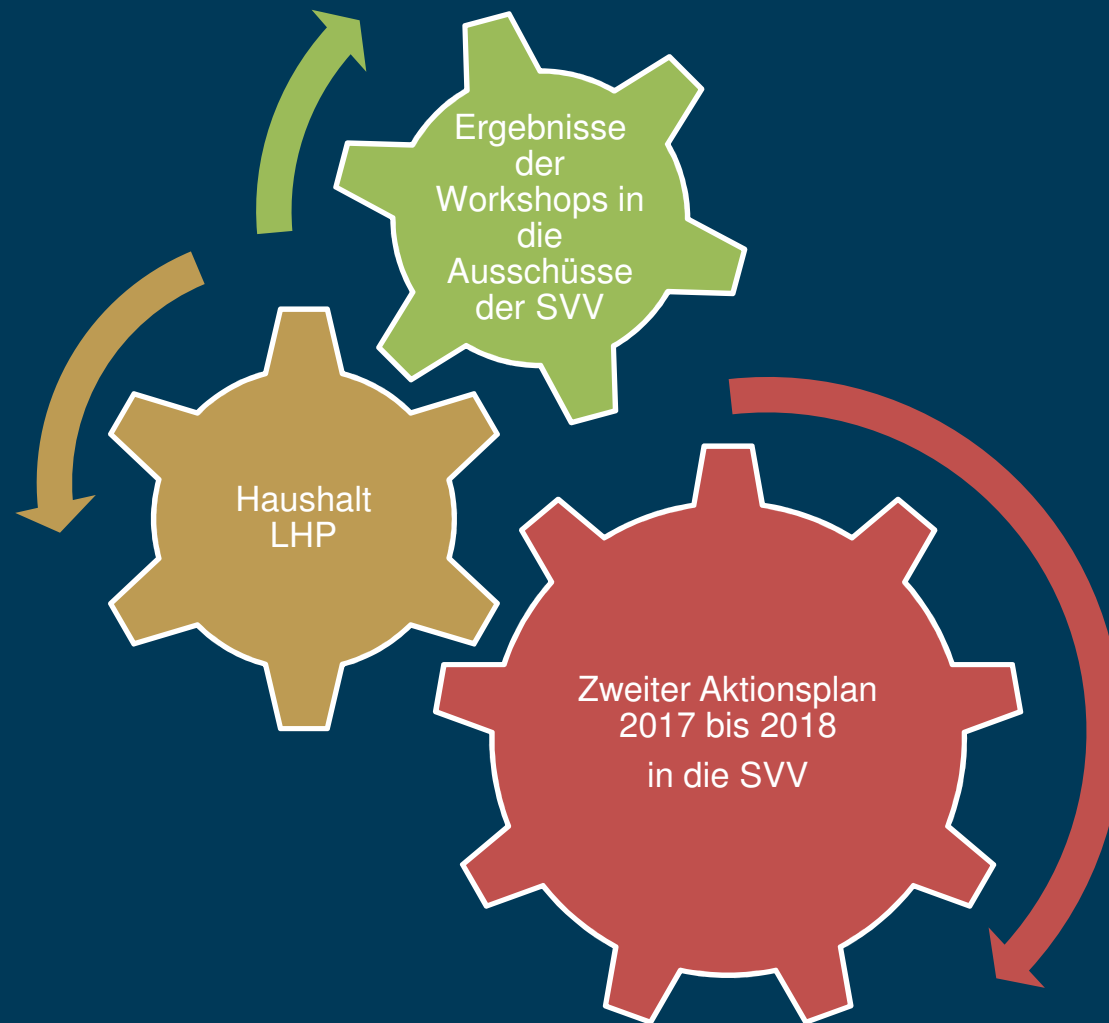 Ergebnisse
der
Workshops in
die
Ausschüsse
der SVV
Haushalt
LHP
Zweiter Aktionsplan
2017 bis 2018
in die SVV